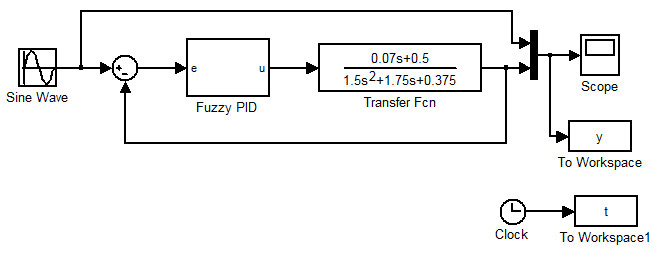 Sine Wave
+
-
e
u
Fuzzy PID
0.07s+0.5
1.5s2+1.75s+0.375
Transfer Fcn
Scope
y
To Workspace
Clock
t
To Workspace1